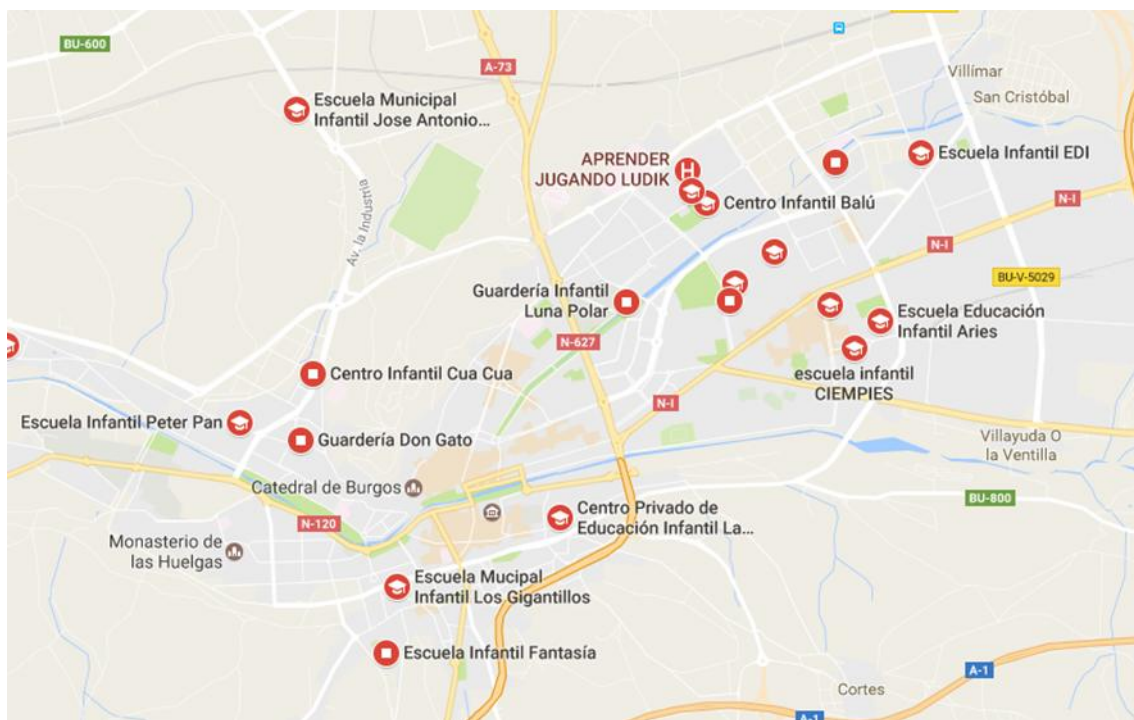 BU-600
A-73
Villímar
San Cristóbal
Escuela Municipal
Infantil Jose Antonio...
APRENDER
JUGANDO LUDIK
H
Escuela Infantil EDI
Centro Infantil Balú
N-I
Av. la Industria
N-I
BU-V-5029
Guardería Infantil
Luna Polar
Escuela Educación
Infantil Aries
N-627
escuela infantil
CIEMPIES
Centro Infantil Cua Cua
N-I
Escuela Infantil Peter Pan
Guardería Don Gato
Villayuda O
la Ventilla
Catedral de Burgos
BU-800
N-120
Centro Privado de
Educación Infantil La...
Monasterio de
las Huelgas
Escuela Mucipal
Infantil Los Gigantillos
Escuela Infantil Fantasía
A-1
Cortes
A-1